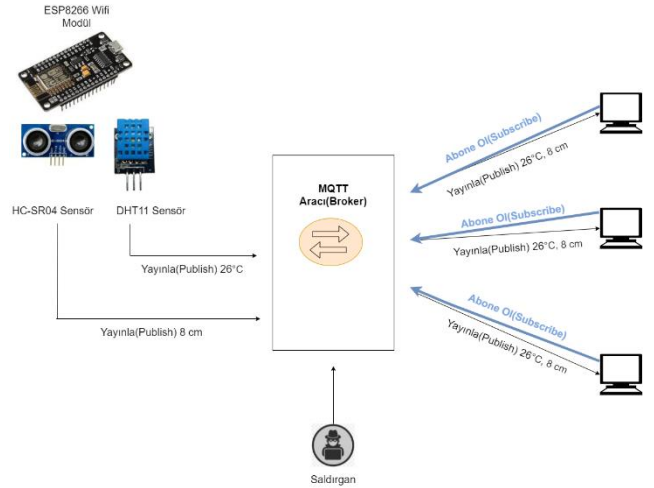 ESP8266 Wifi
Modül
HC-SR04 Sensör
DHT11 Sensör
Yayınla(Publish) 26°C
Yayınla(Publish) 8 cm
MQTT
Aracı(Broker)
Abone Ol(Subscribe)
Yayınla(Publish) 26°C, 8 cm
Abone Ol(Subscribe)
Yayınla(Publish) 26°C, 8 cm
Abone Ol(Subscribe)
Yayınla(Publish) 26°C, 8 cm
Saldırgan